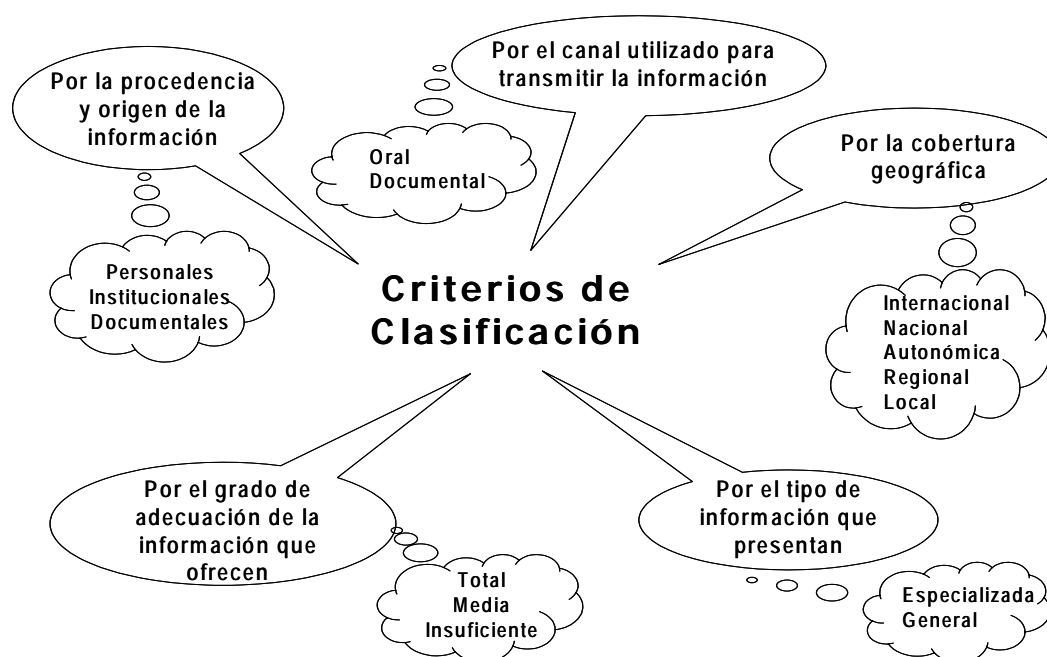 Por la procedencia
y origen de la
información
Por el canal utilizado para
transmitir la información
Por la cobertura
geográfica
Oral
Documental
Personales
Institucionales
Documentales
Criterios de
Clasificación
Internacional
Nacional
Autonómica
Regional
Local
Por el grado de
adecuación de la
información que
ofrecen
Por el tipo de
información que
presentan
Total
Media
Insuficiente
Especializada
General